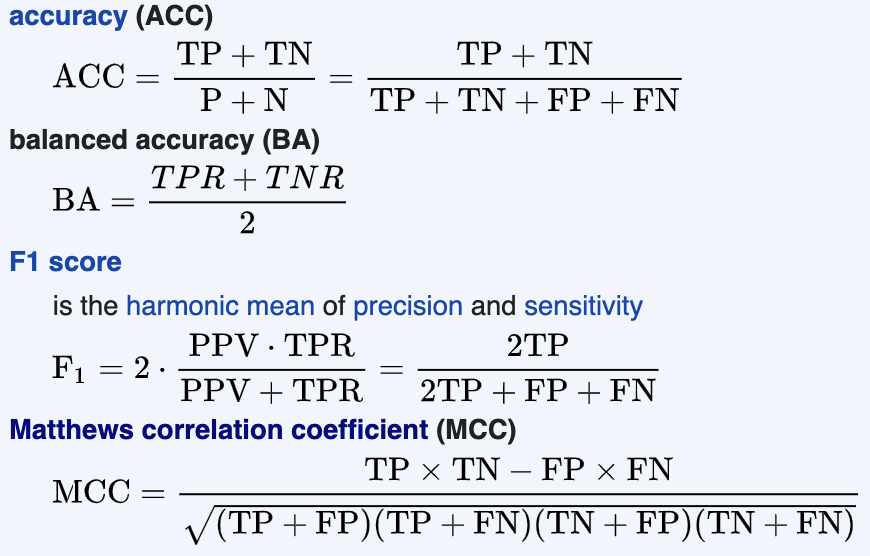 accuracy (ACC)
ACC = (TP + TN) / (P + N) = (TP + TN) / (TP + TN + FP + FN)
balanced accuracy (BA)
BA = (TPR + TNR) / 2
F1 score
is the harmonic mean of precision and sensitivity
F₁ = 2 · (PPV · TPR) / (PPV + TPR) = 2TP / (2TP + FP + FN)
Matthews correlation coefficient (MCC)
MCC = (TP × TN − FP × FN) / √((TP + FP)(TP + FN)(TN + FP)(TN + FN))